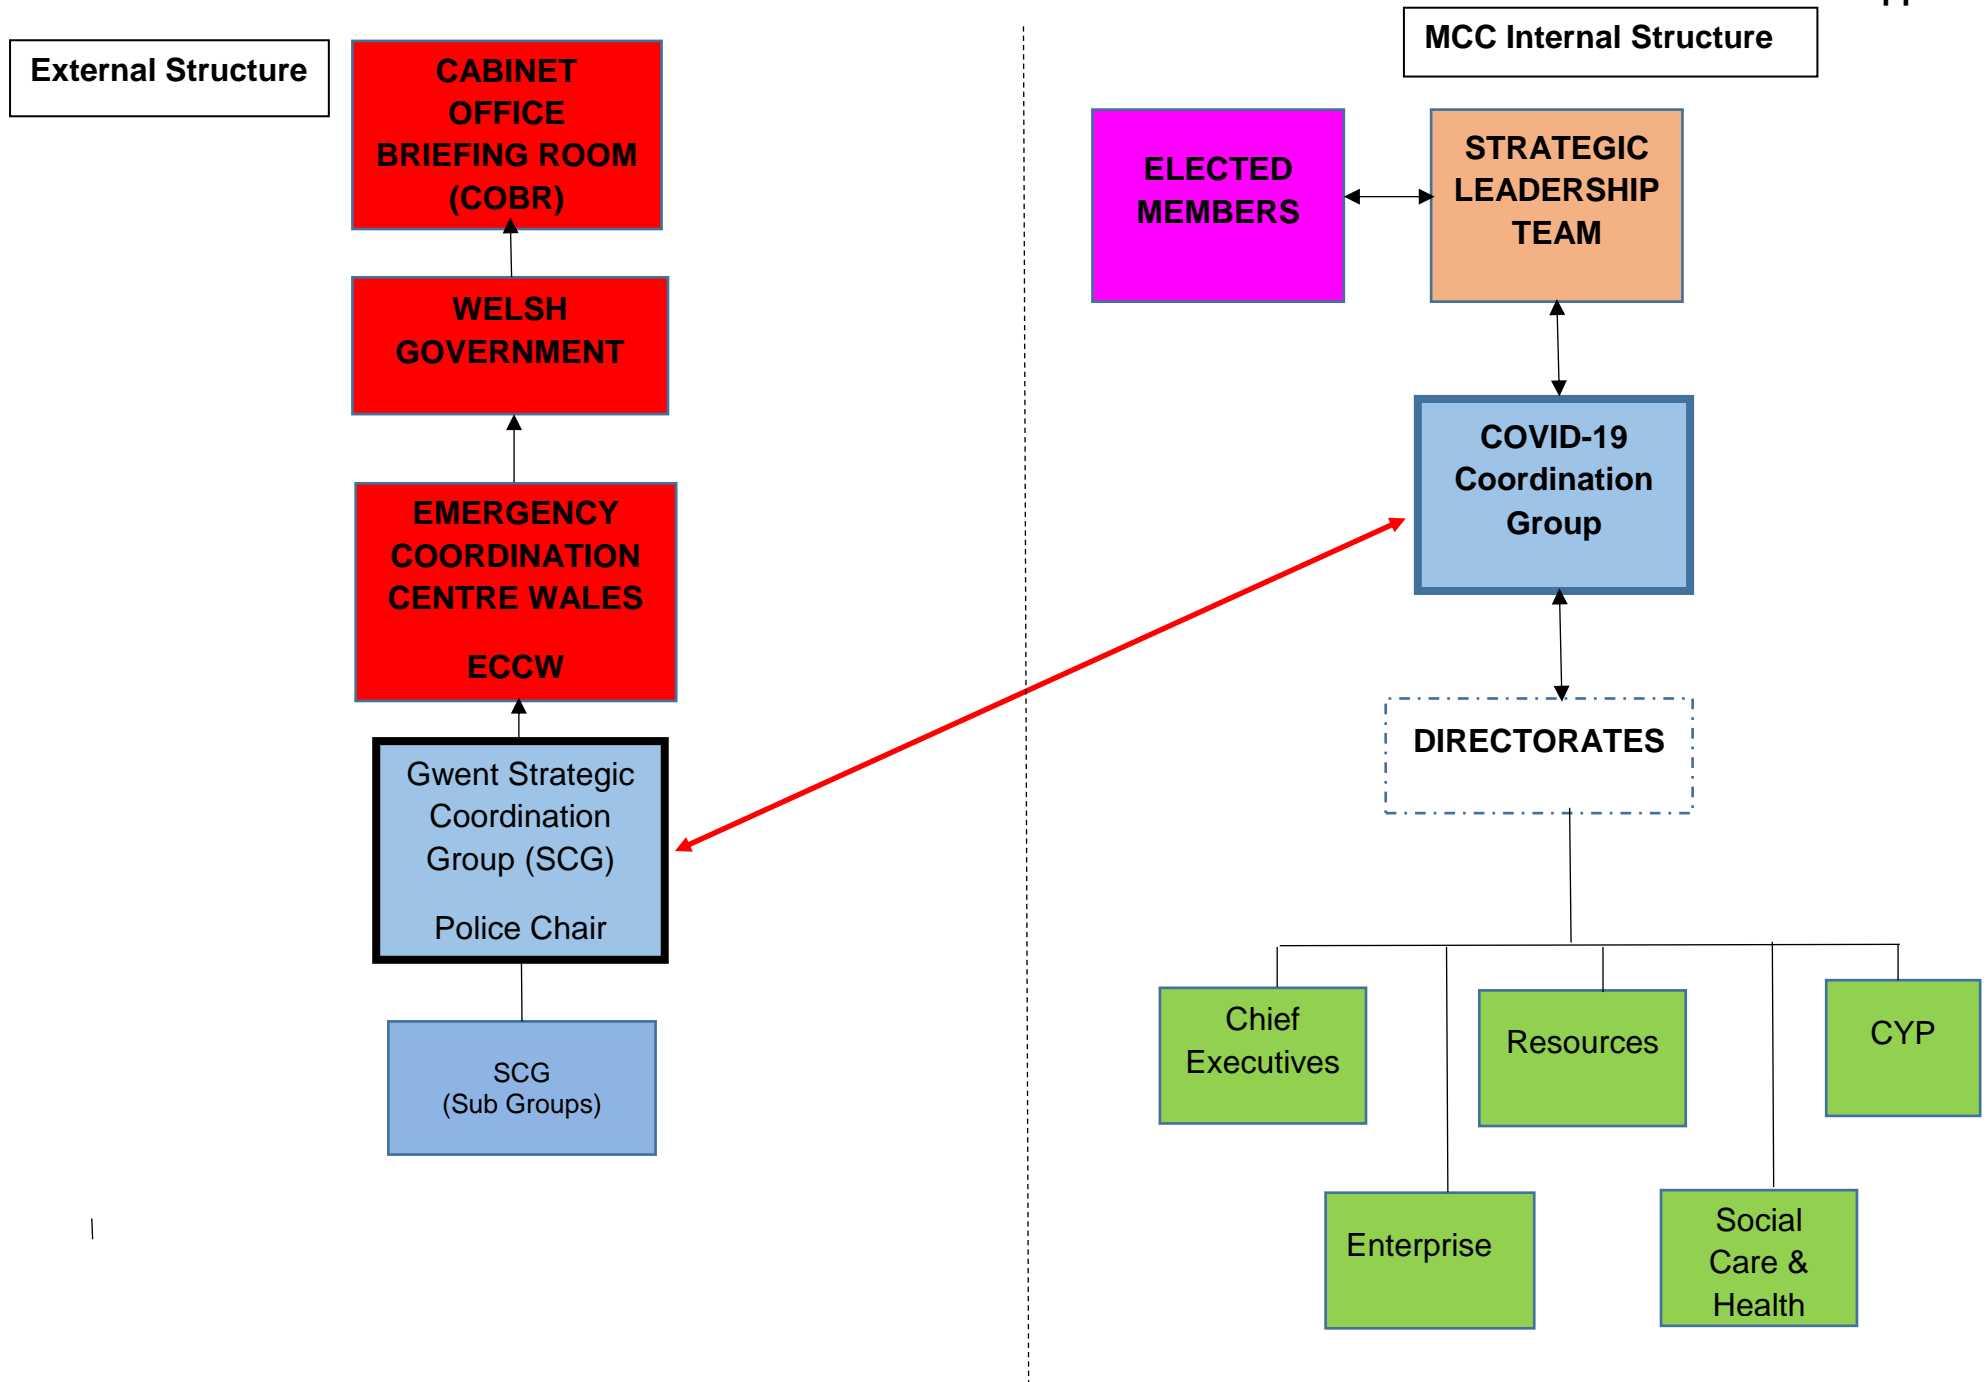 External Structure
CABINET
OFFICE
BRIEFING ROOM
(COBR)
WELSH
GOVERNMENT
EMERGENCY
COORDINATION
CENTRE WALES
ECCW
Gwent Strategic
Coordination
Group (SCG)
Police Chair
SCG
(Sub Groups)
MCC Internal Structure
ELECTED
MEMBERS
STRATEGIC
LEADERSHIP
TEAM
COVID-19
Coordination
Group
DIRECTORATES
Chief
Executives
Resources
CYP
Enterprise
Social
Care &
Health